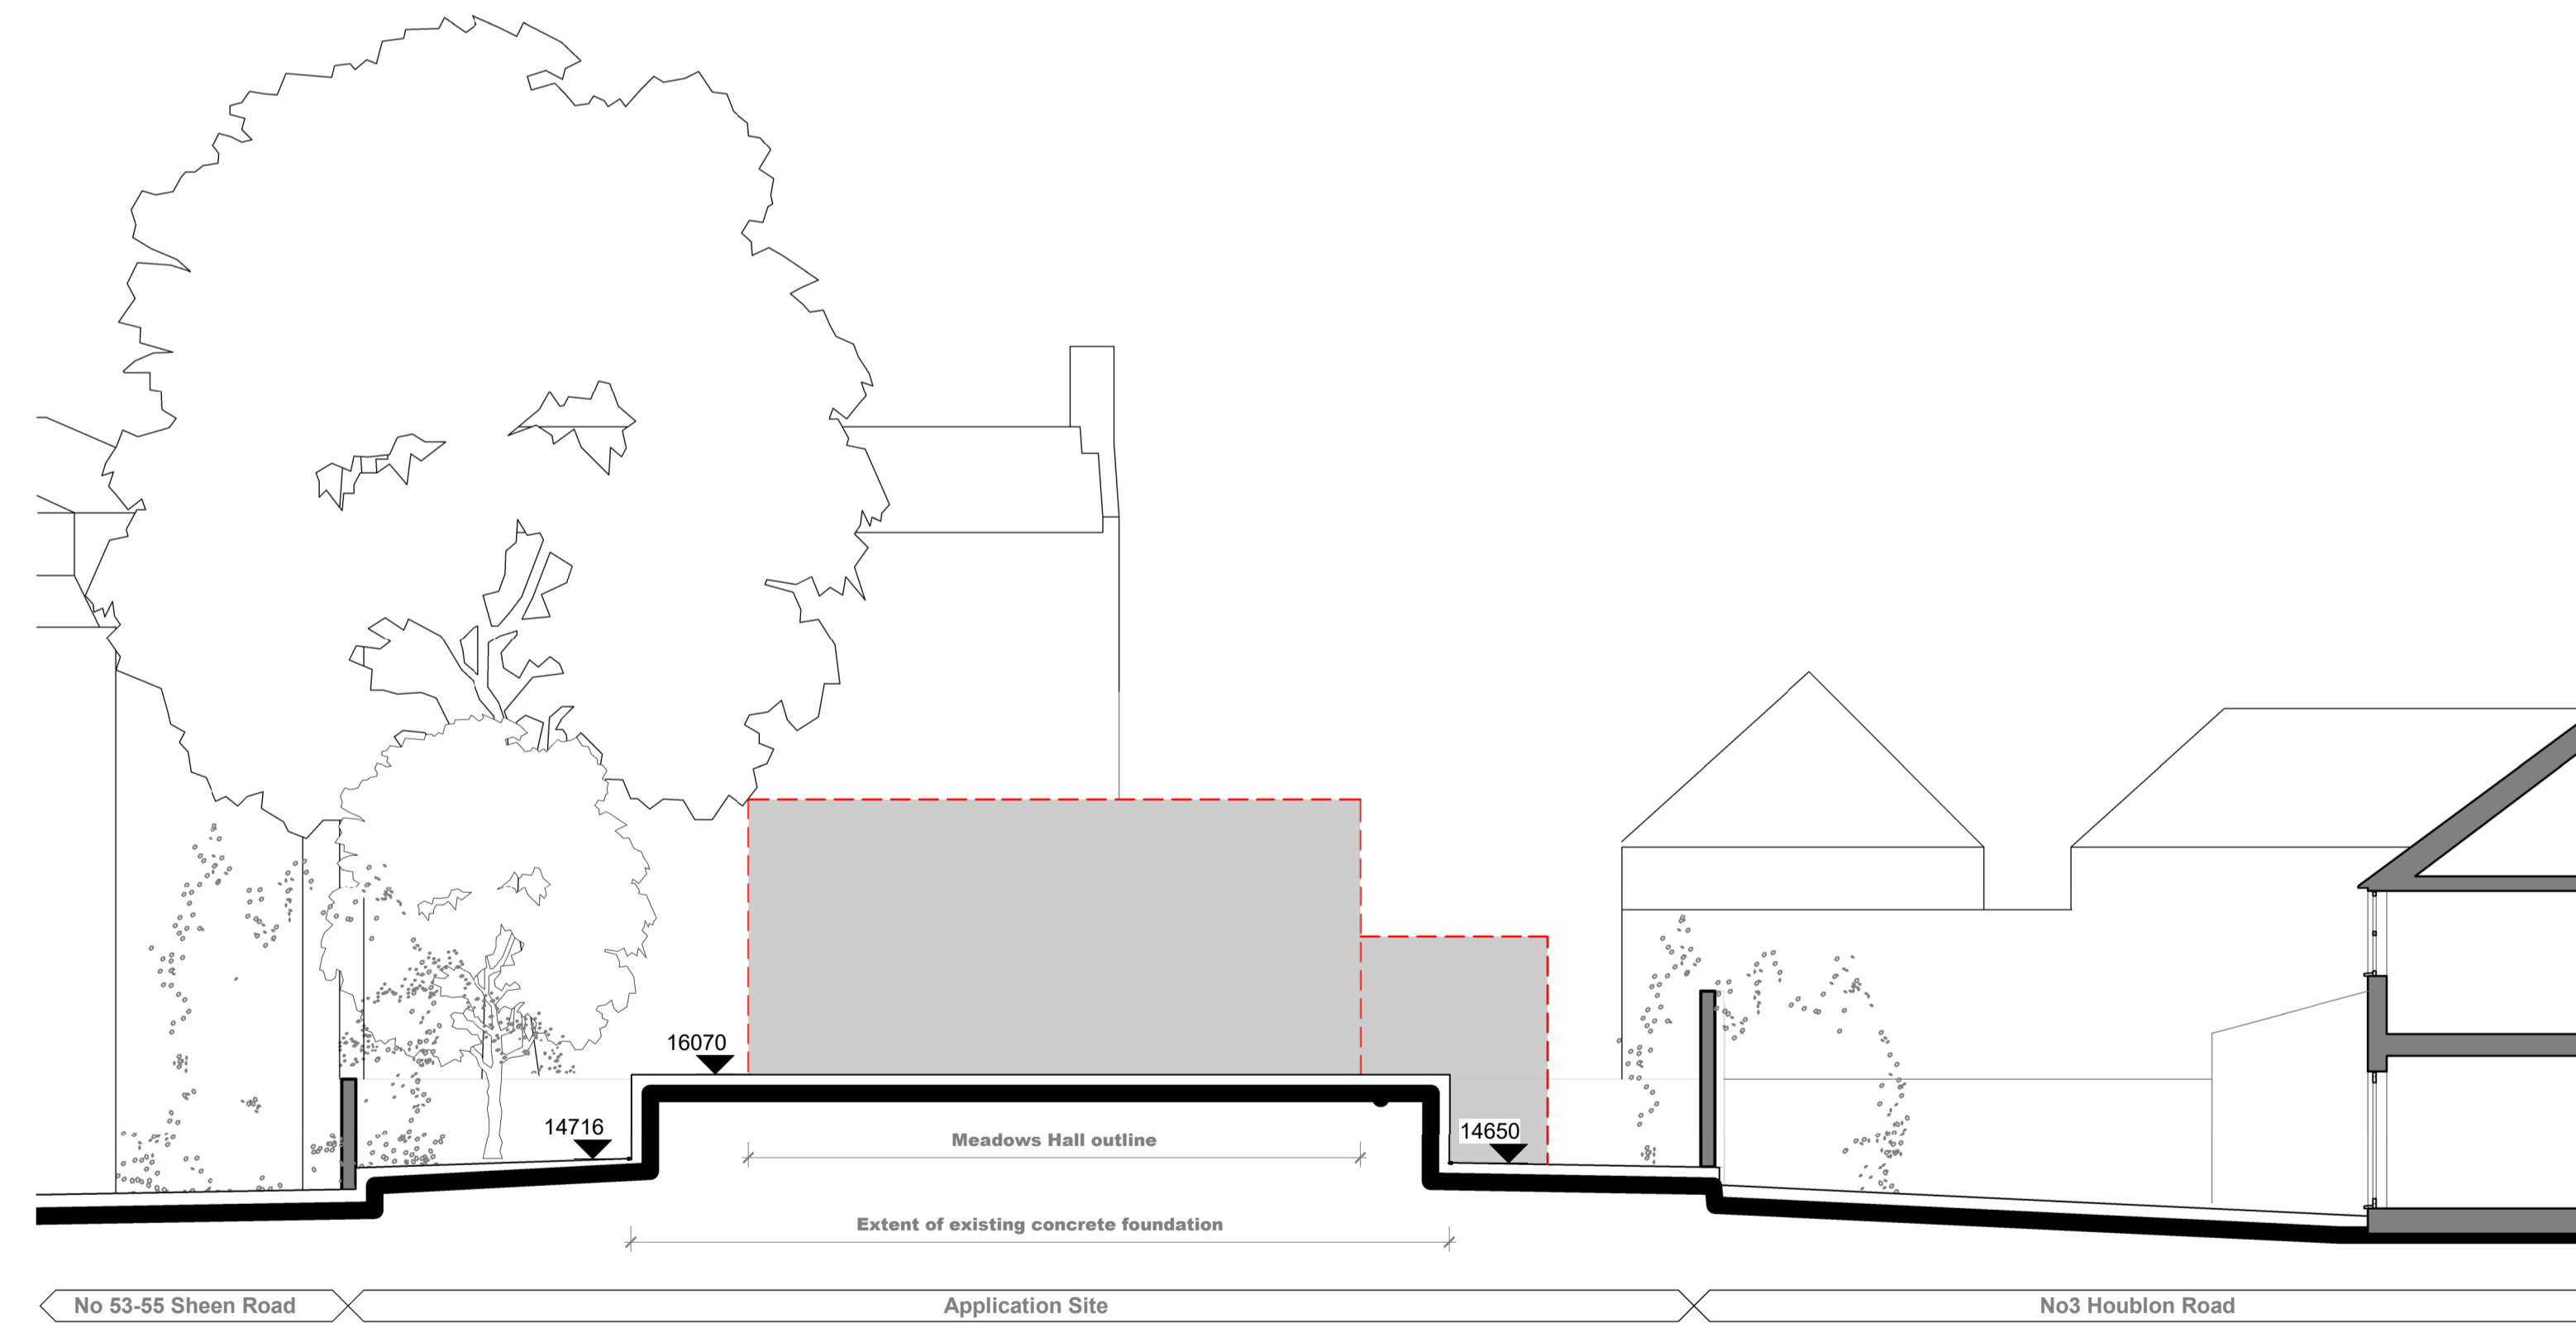 16070
14716
14650
Meadows Hall outline
Extent of existing concrete foundation
No 53-55 Sheen Road
Application Site
No3 Houblon Road